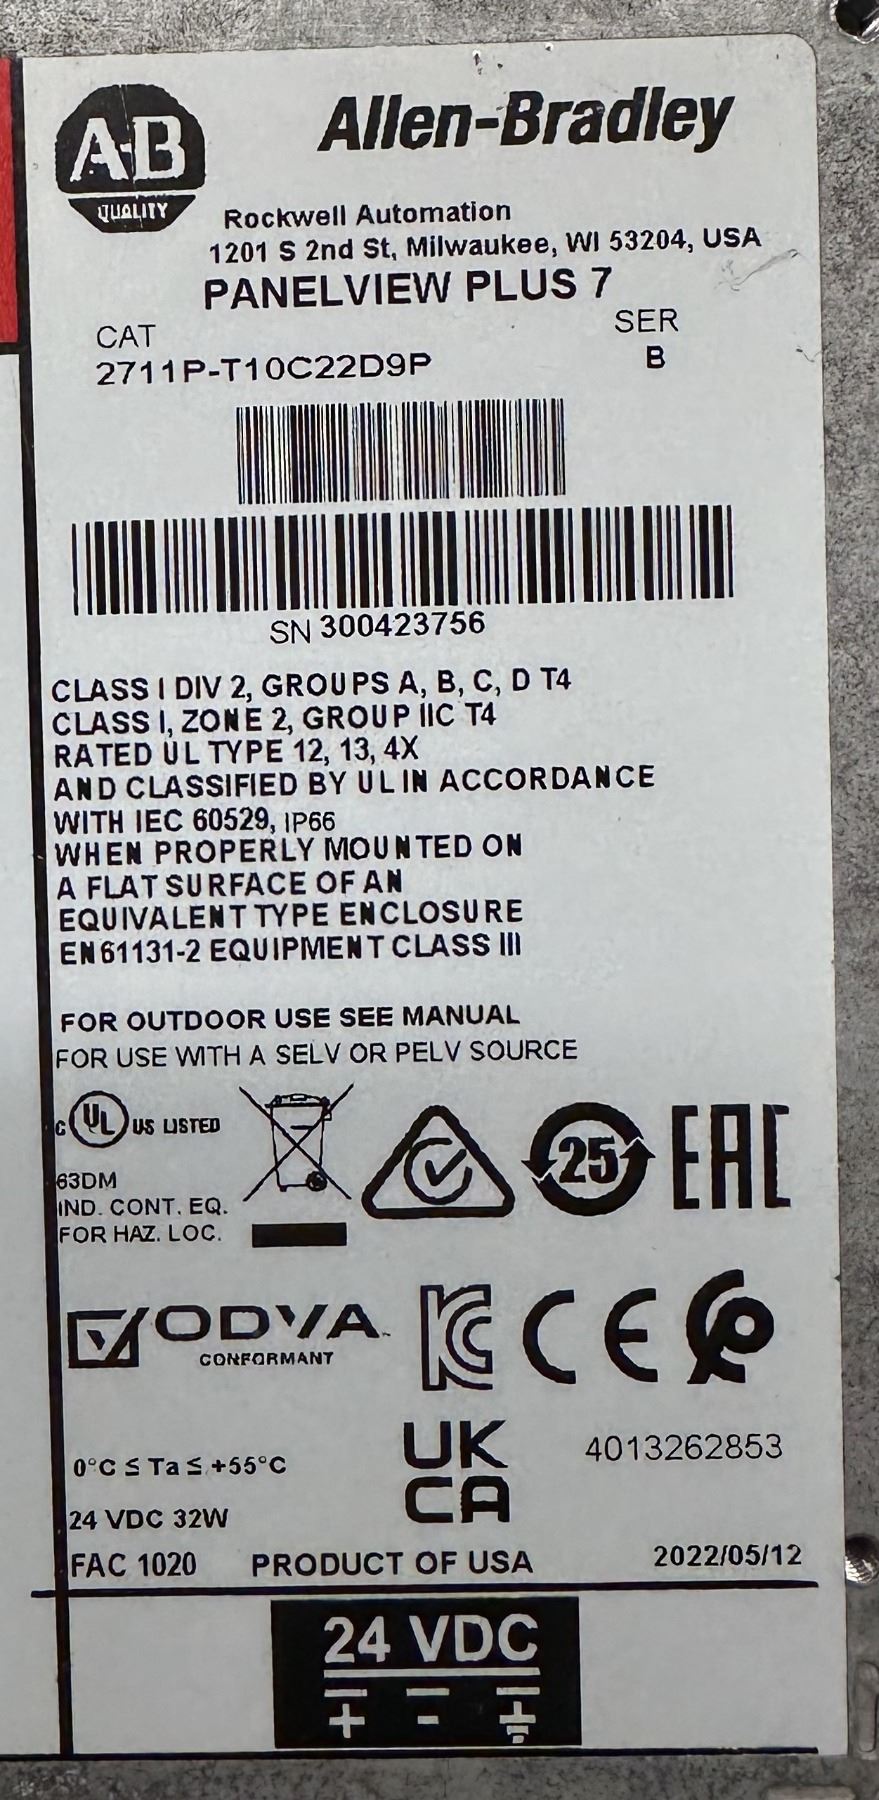 AB
QUALITY
Allen-Bradley
Rockwell Automation
1201 S 2nd St, Milwaukee, WI 53204, USA
PANELVIEW PLUS 7
CAT
SER
2711P-T10C22D9P
B
SN 300423756
CLASS I DIV 2, GROUPS A, B, C, D T4
CLASS I, ZONE 2, GROUP IIC T4
RATED UL TYPE 12, 13, 4X
AND CLASSIFIED BY UL IN ACCORDANCE
WITH IEC 60529, IP66
WHEN PROPERLY MOUNTED ON
A FLAT SURFACE OF AN
EQUIVALENT TYPE ENCLOSURE
EN61131-2 EQUIPMENT CLASS III
FOR OUTDOOR USE SEE MANUAL
FOR USE WITH A SELV OR PELV SOURCE
C UL US LISTED
25
EAC
63DM
IND. CONT. EQ.
FOR HAZ. LOC.
ODVA
CONFORMANT
KC
CE
UK
CA
4013262853
0°C ≤ Ta ≤ +55°C
24 VDC 32W
FAC 1020
PRODUCT OF USA
2022/05/12
24 VDC
+ -